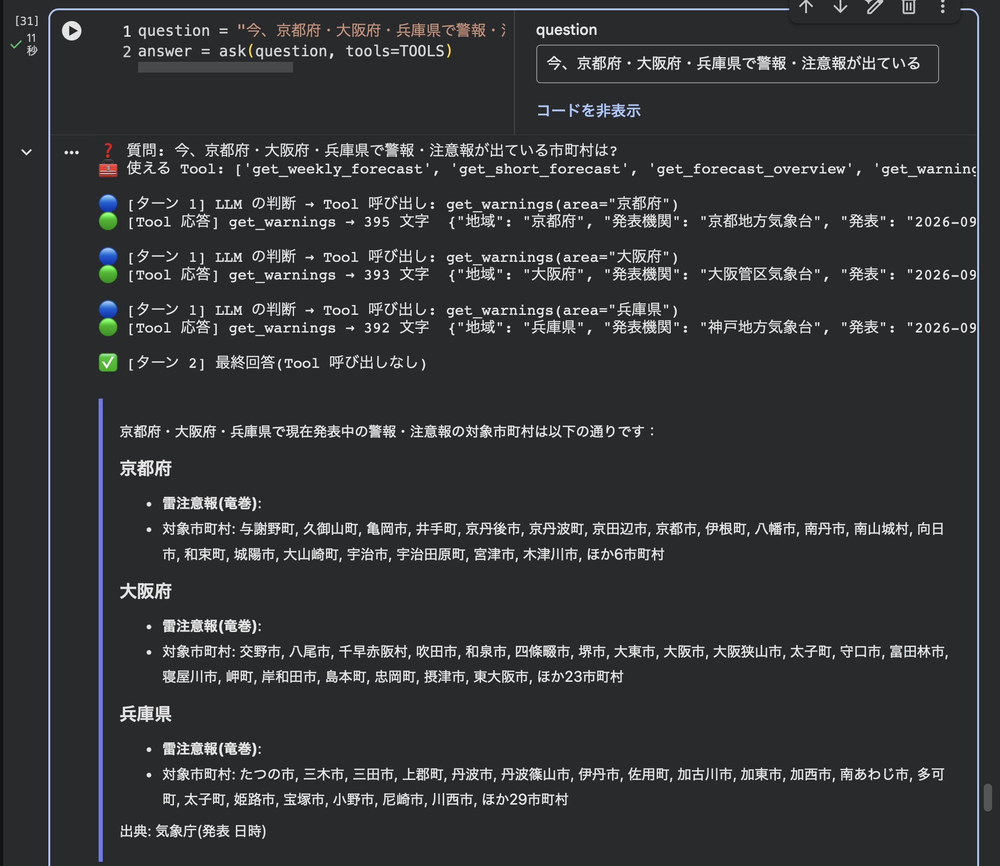 [31]
11
秒
1 question = "今、京都府・大阪府・兵庫県で警報・
2 answer = ask(question, tools=TOOLS)
question
今、京都府・大阪府・兵庫県で警報・注意報が出ている
コードを非表示
❓ 質問: 今、京都府・大阪府・兵庫県で警報・注意報が出ている市町村は?
🧰 使える Tool: ['get_weekly_forecast', 'get_short_forecast', 'get_forecast_overview', 'get_warning
🔵 [ターン 1] LLM の判断 → Tool 呼び出し: get_warnings(area="京都府")
🟢 [Tool 応答] get_warnings → 395 文字 {"地域": "京都府", "発表機関": "京都地方気象台", "発表": "2026-09
🔵 [ターン 1] LLM の判断 → Tool 呼び出し: get_warnings(area="大阪府")
🟢 [Tool 応答] get_warnings → 393 文字 {"地域": "大阪府", "発表機関": "大阪管区気象台", "発表": "2026-09
🔵 [ターン 1] LLM の判断 → Tool 呼び出し: get_warnings(area="兵庫県")
🟢 [Tool 応答] get_warnings → 392 文字 {"地域": "兵庫県", "発表機関": "神戸地方気象台", "発表": "2026-09
✅ [ターン 2] 最終回答(Tool 呼び出しなし)
京都府・大阪府・兵庫県で現在発表中の警報・注意報の対象市町村は以下の通りです：
京都府
• 雷注意報(竜巻):
• 対象市町村: 与謝野町, 久御山町, 亀岡市, 井手町, 京丹後市, 京丹波町, 京田辺市, 京都市, 伊根町, 八幡市, 南丹市, 南山城村, 向日
市, 和束町, 城陽市, 大山崎町, 宇治市, 宇治田原町, 宮津市, 木津川市, ほか6市町村
大阪府
• 雷注意報(竜巻):
• 対象市町村: 交野市, 八尾市, 千早赤阪村, 吹田市, 和泉市, 四條畷市, 堺市, 大東市, 大阪市, 大阪狭山市, 太子町, 守口市, 富田林市,
寝屋川市, 岬町, 岸和田市, 島本町, 忠岡町, 摂津市, 東大阪市, ほか23市町村
兵庫県
• 雷注意報(竜巻):
• 対象市町村: たつの市, 三木市, 三田市, 上郡町, 丹波市, 丹波篠山市, 伊丹市, 佐用町, 加古川市, 加東市, 加西市, 南あわじ市, 多可
町, 太子町, 姫路市, 宝塚市, 小野市, 尼崎市, 川西市, ほか29市町村
出典: 気象庁(発表 日時)